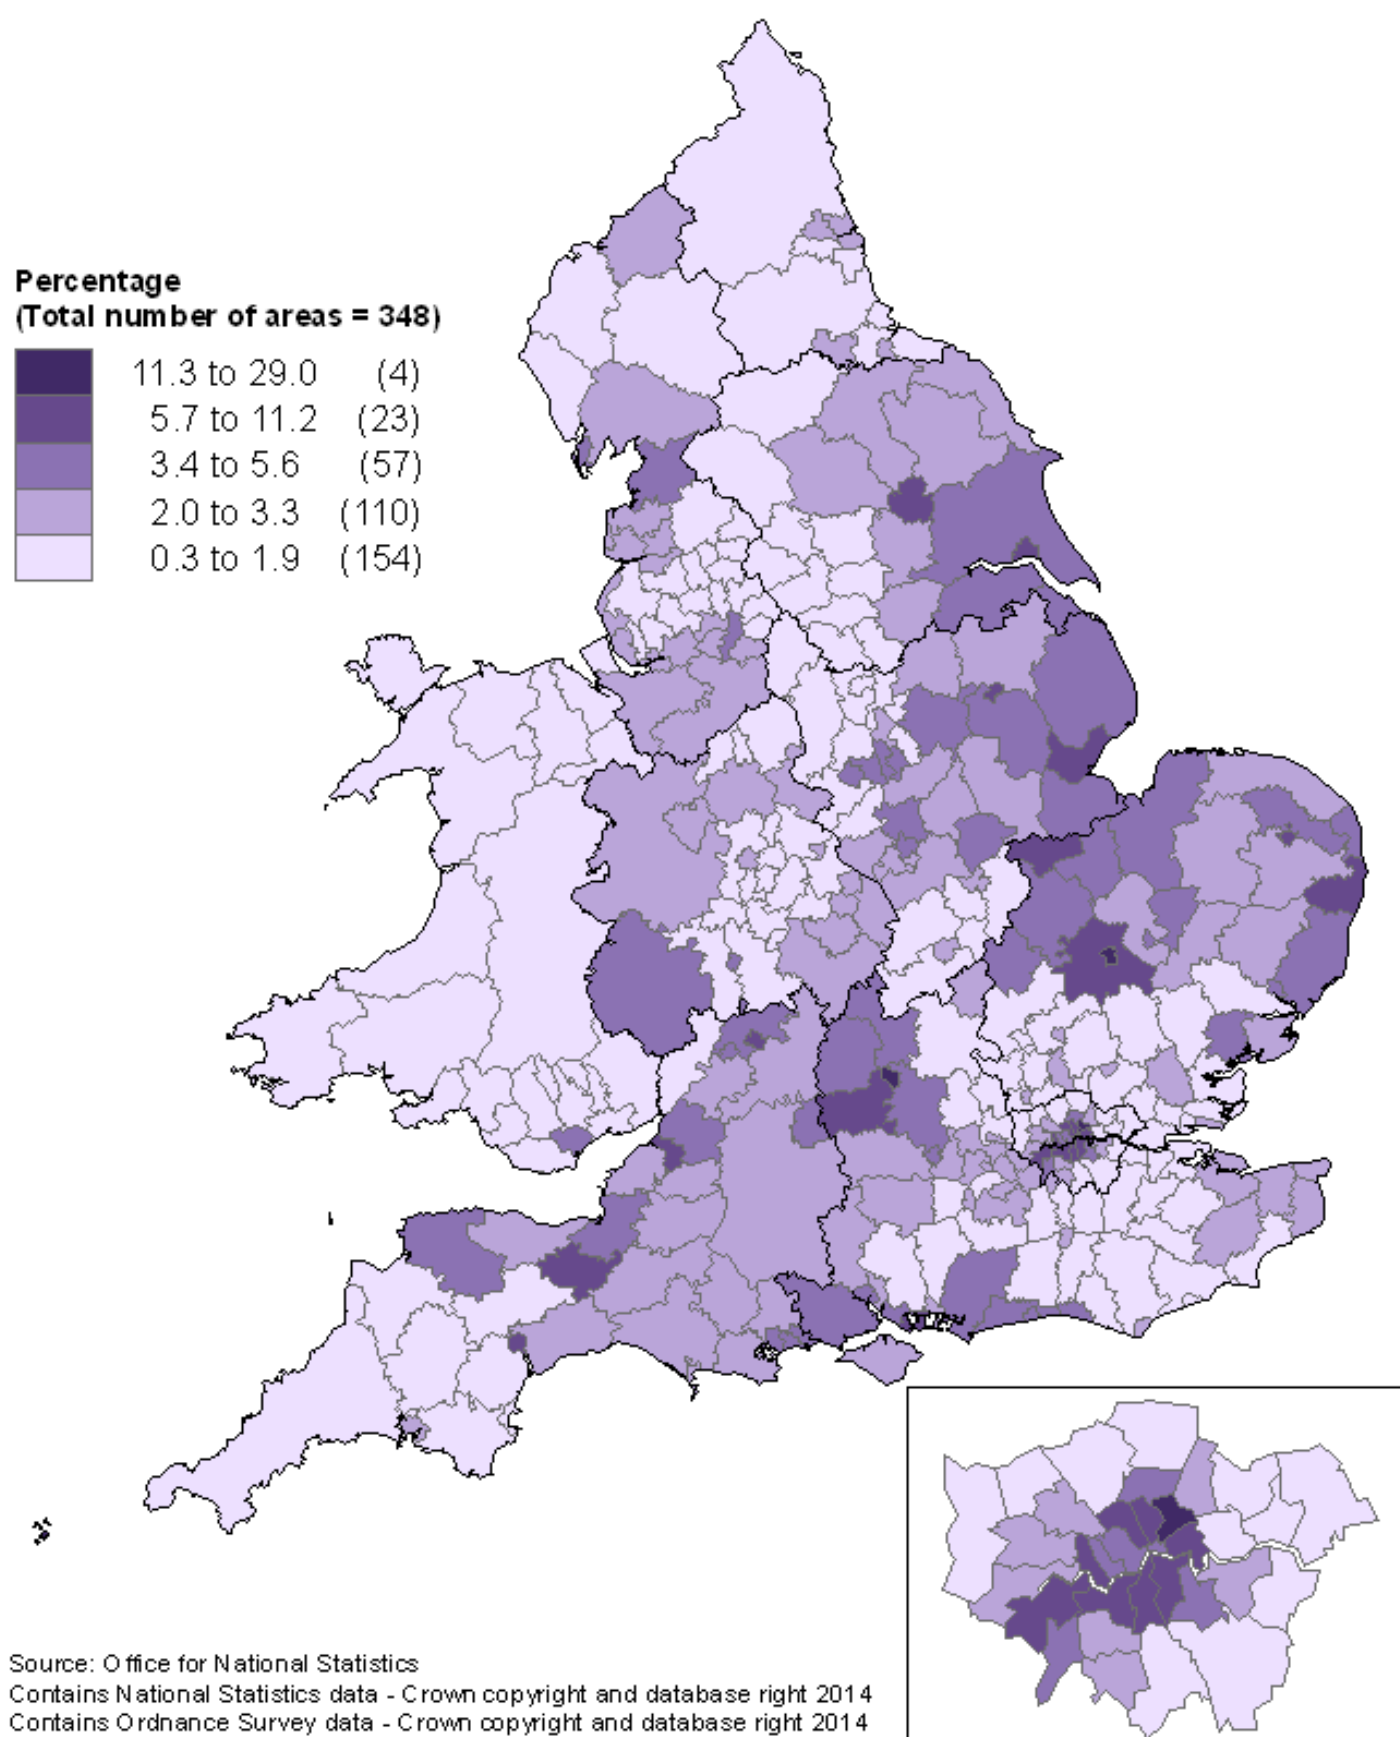 Percentage
(Total number of areas = 348)
11.3 to 29.0 (4)
5.7 to 11.2 (23)
3.4 to 5.6 (57)
2.0 to 3.3 (110)
0.3 to 1.9 (154)
Source: Office for National Statistics
Contains National Statistics data - Crown copyright and database right 2014
Contains Ordnance Survey data - Crown copyright and database right 2014